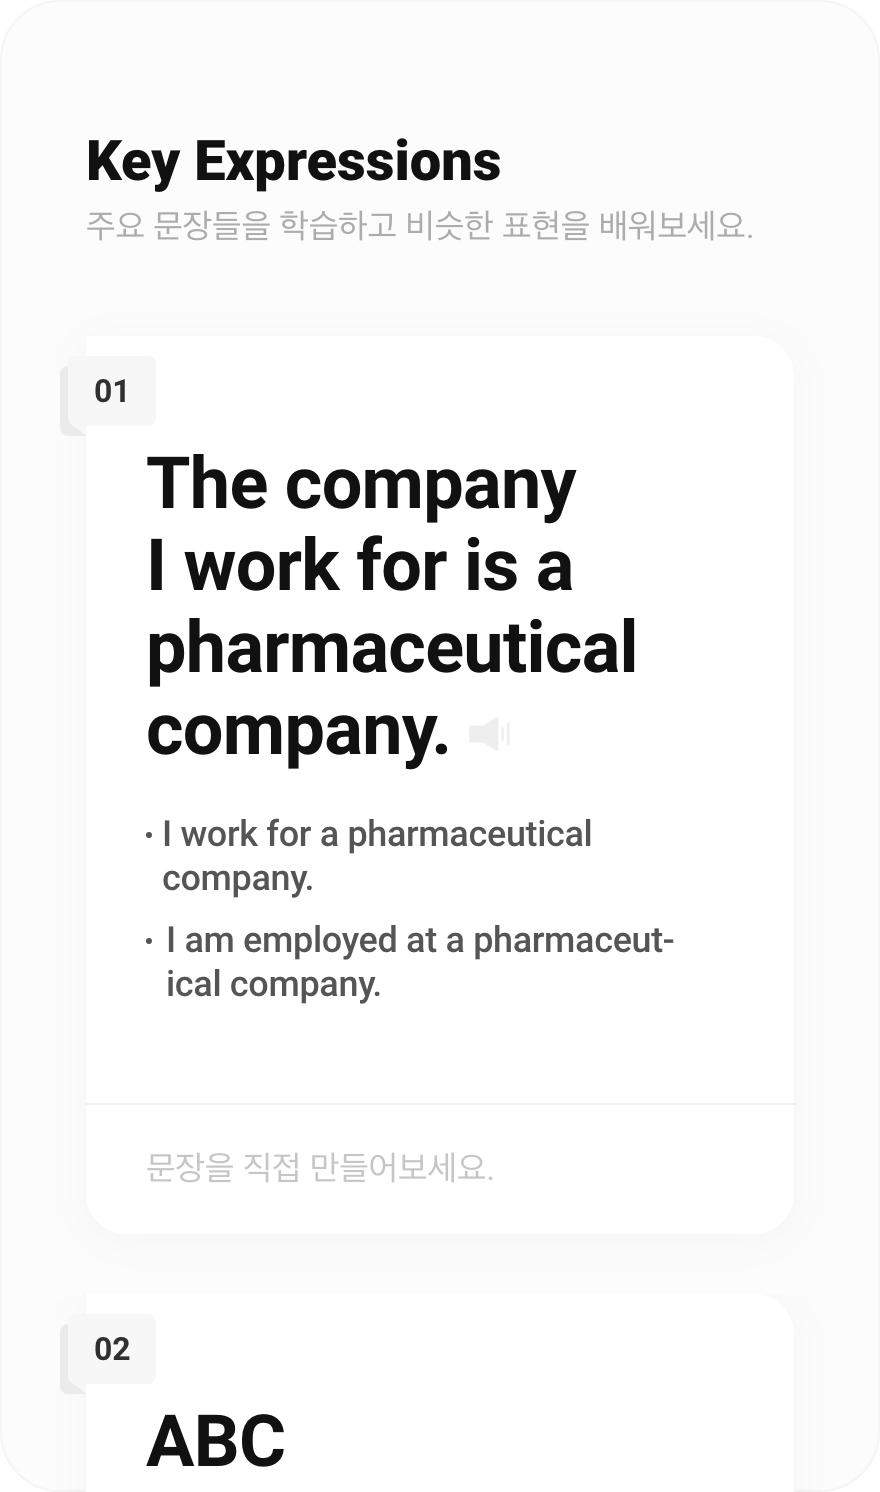 Key Expressions
주요 문장들을 학습하고 비슷한 표현을 배워보세요.
01
The company
I work for is a
pharmaceutical
company.
· I work for a pharmaceutical
company.
· I am employed at a pharmaceut-
ical company.
문장을 직접 만들어보세요.
02
ABC